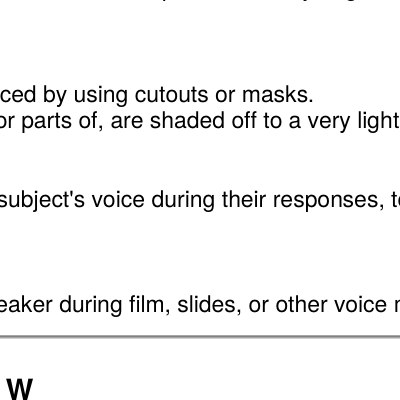 ced by using cutouts or masks.
or parts of, are shaded off to a very light
subject's voice during their responses, t
eaker during film, slides, or other voice
W